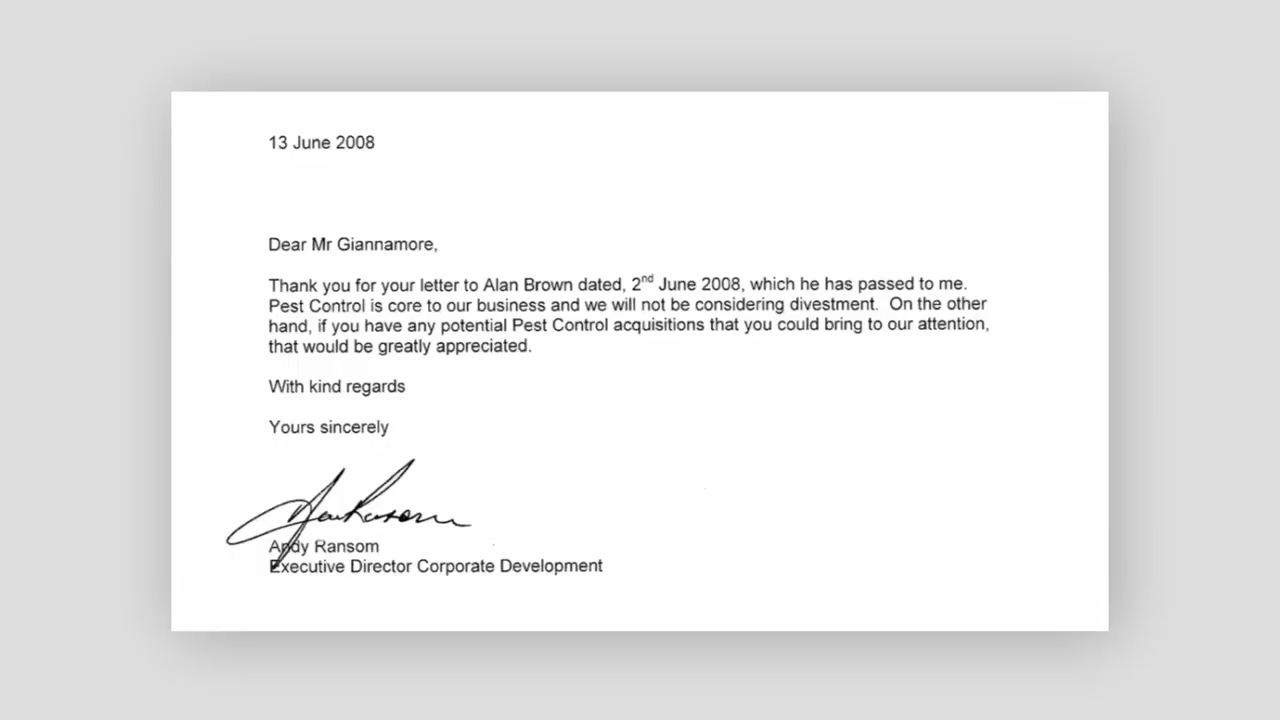 13 June 2008
Dear Mr Giannamore,
Thank you for your letter to Alan Brown dated, 2nd June 2008, which he has passed to me.
Pest Control is core to our business and we will not be considering divestment.  On the other
hand, if you have any potential Pest Control acquisitions that you could bring to our attention,
that would be greatly appreciated.
With kind regards
Yours sincerely
Andy Ransom
Andy Ransom
Executive Director Corporate Development